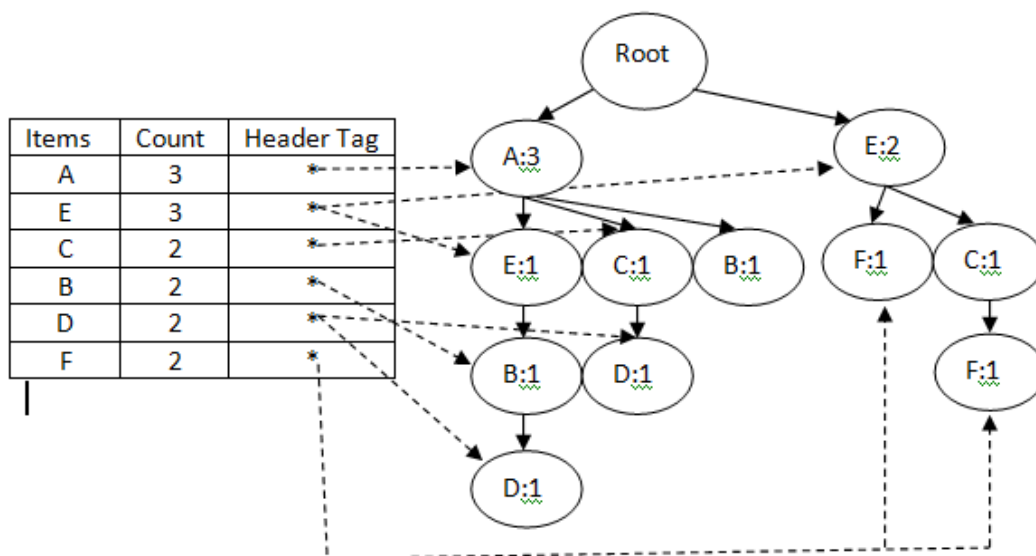 Root
Items Count Header Tag
A 3 *
E 3 *
C 2 *
B 2 *
D 2 *
F 2 *
A:3
E:2
E:1
C:1
B:1
F:1
C:1
B:1
D:1
F:1
D:1